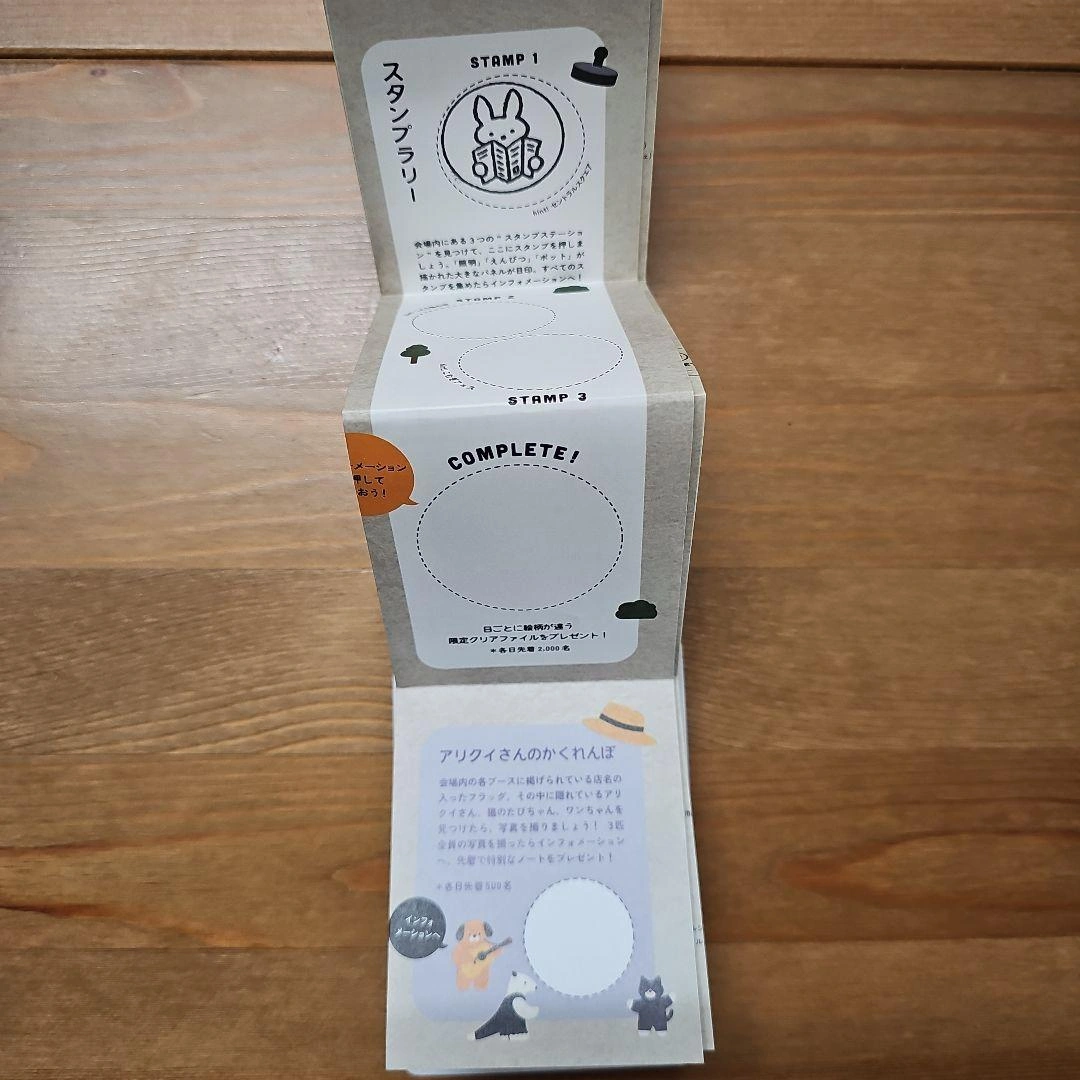 STAMP 1
スタンプラリー
hint! セントラルスクエア
会場内にある3つの“スタンプステーショ
ン”を見つけて、ここにスタンプを押しま
しょう。「照明」「えんぴつ」「ポット」が
描かれた大きなパネルが目印。すべてのス
タンプを集めたらインフォメーションへ!
STAMP
STAMP 3
メーション
押して
おう!
COMPLETE!
日ごとに絵柄が違う
限定クリアファイルをプレゼント!
*各日先着2,000名
アリクイさんのかくれんぼ
会場内の各ブースに掲げられている店名の
入ったフラッグ。その中に隠れているアリ
クイさん、猫のたびちゃん、ワンちゃんを
見つけたら、写真を撮りましょう! 3匹
全員の写真を撮ったらインフォメーション
へ。先着で特別なノートをプレゼント!
*各日先着500名
インフォ
メーションへ